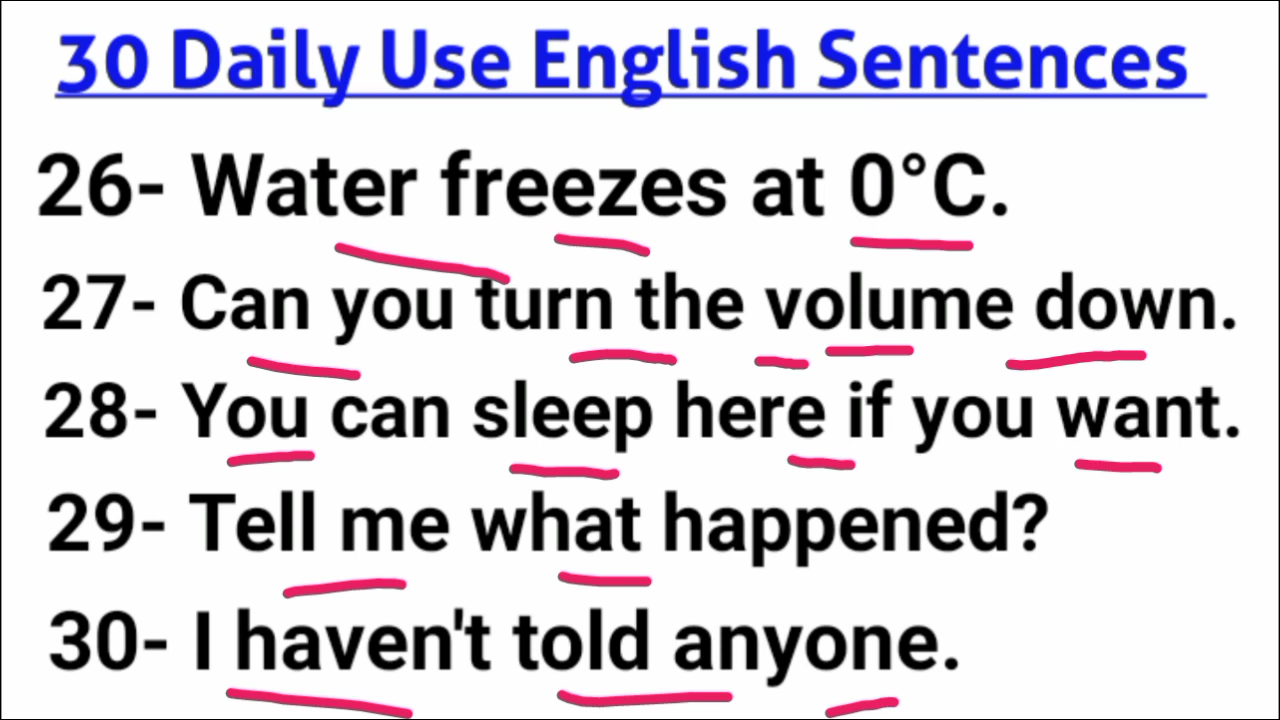 30 Daily Use English Sentences
26- Water freezes at 0°C.
27- Can you turn the volume down.
28- You can sleep here if you want.
29- Tell me what happened?
30- I haven't told anyone.